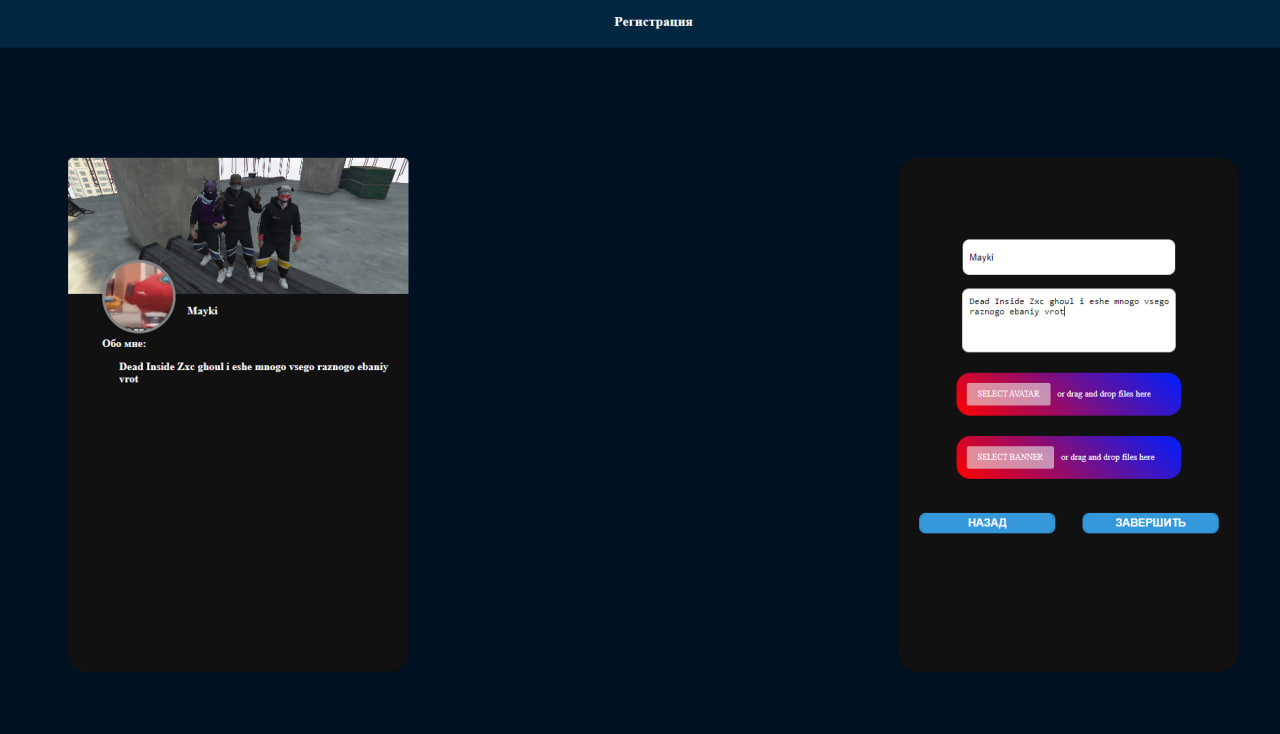 Регистрация
Mayki
Обо мне:
Dead Inside Zxc ghoul i eshe mnogo vsego raznogo ebaniy
vrot
Mayki
Dead Inside Zxc ghoul i eshe mnogo vsego
raznogo ebaniy vrot
SELECT AVATAR or drag and drop files here
SELECT BANNER or drag and drop files here
НАЗАД ЗАВЕРШИТЬ